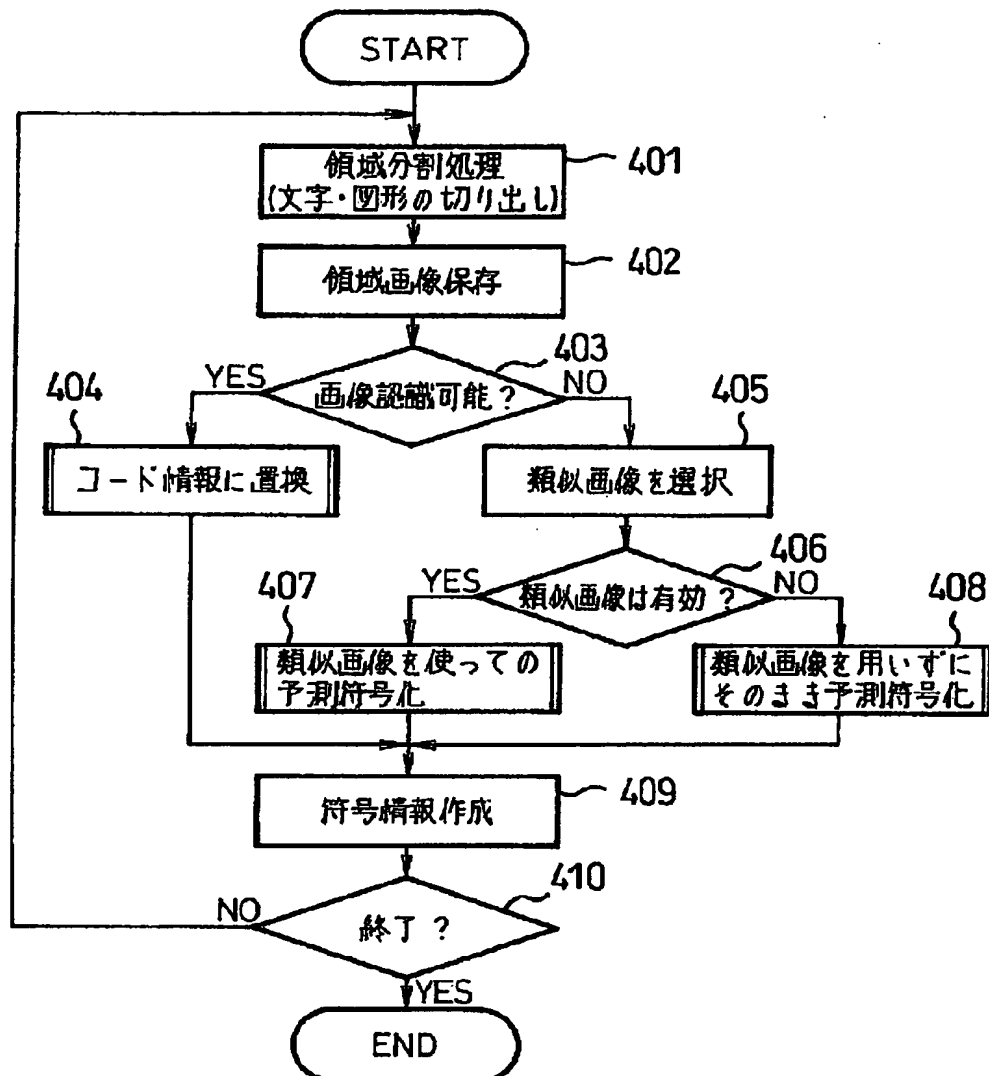 START
領域分割処理
(文字・図形の切り出し)
401
領域画像保存
402
403
画像認識可能？
YES
NO
404
405
コード情報に置換
類似画像を選択
406
類似画像は有効？
YES
NO
407
408
類似画像を使っての
予測符号化
類似画像を用いずに
そのまま予測符号化
符号情報作成
409
410
終了？
NO
YES
END